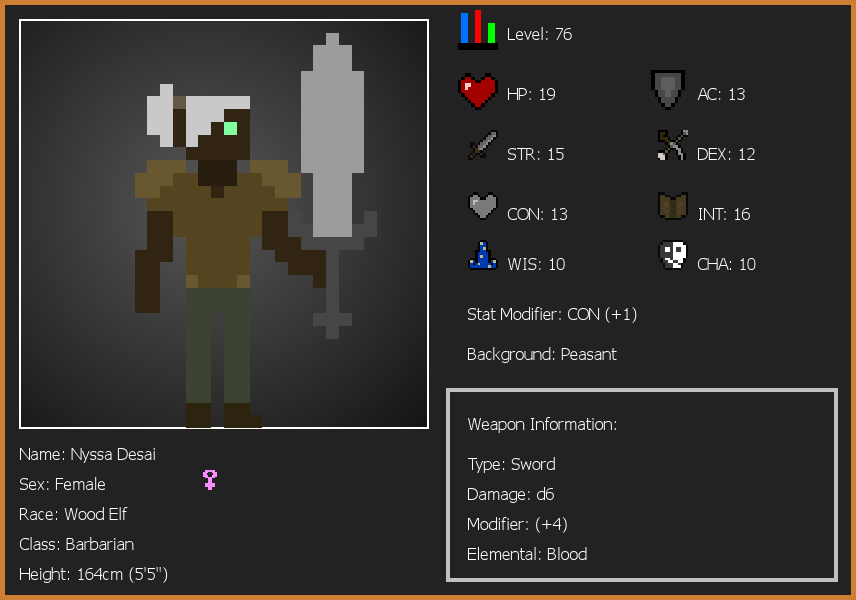 Level: 76
HP: 19
AC: 13
STR: 15
DEX: 12
CON: 13
INT: 16
WIS: 10
CHA: 10
Stat Modifier: CON (+1)
Background: Peasant
Weapon Information:
Type: Sword
Damage: d6
Modifier: (+4)
Elemental: Blood
Name: Nyssa Desai
Sex: Female
Race: Wood Elf
Class: Barbarian
Height: 164cm (5'5")